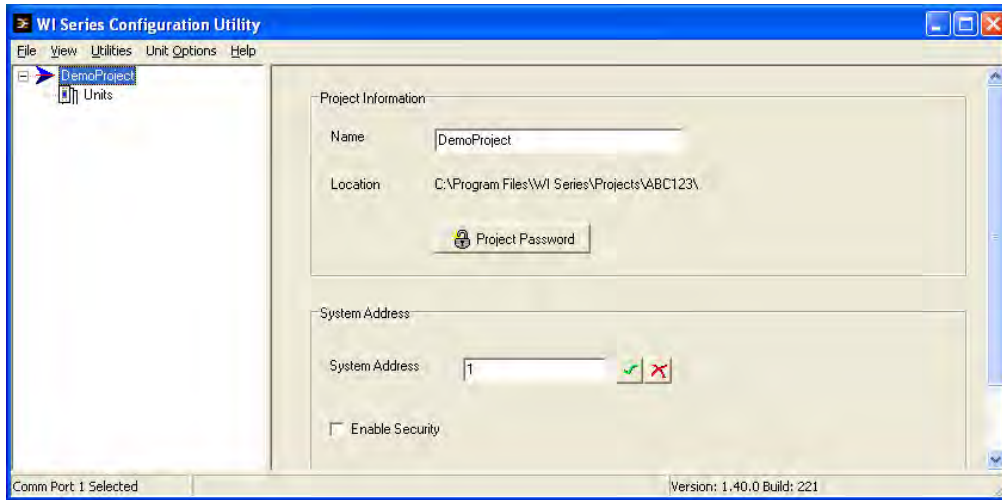 WI Series Configuration Utility
File View Utilities Unit Options Help
DemoProject
Units
Project Information
Name DemoProject
Location C:\Program Files\WI Series\Projects\ABC123\
Project Password
System Address
System Address 1
Enable Security
Comm Port 1 Selected Version: 1.40.0 Build: 221